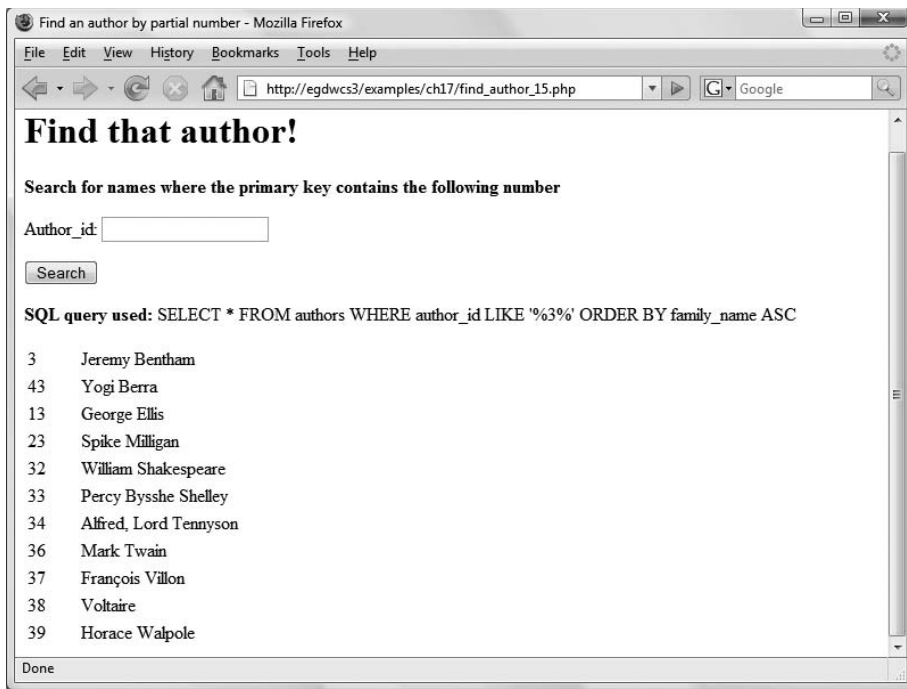 Find an author by partial number - Mozilla Firefox
File Edit View History Bookmarks Tools Help
http://egdwcs3/examples/ch17/find_author_15.php
G Google
Find that author!
Search for names where the primary key contains the following number
Author_id:
Search
SQL query used: SELECT * FROM authors WHERE author_id LIKE '%3%' ORDER BY family_name ASC
3 Jeremy Bentham
43 Yogi Berra
13 George Ellis
23 Spike Milligan
32 William Shakespeare
33 Percy Bysshe Shelley
34 Alfred, Lord Tennyson
36 Mark Twain
37 François Villon
38 Voltaire
39 Horace Walpole
Done